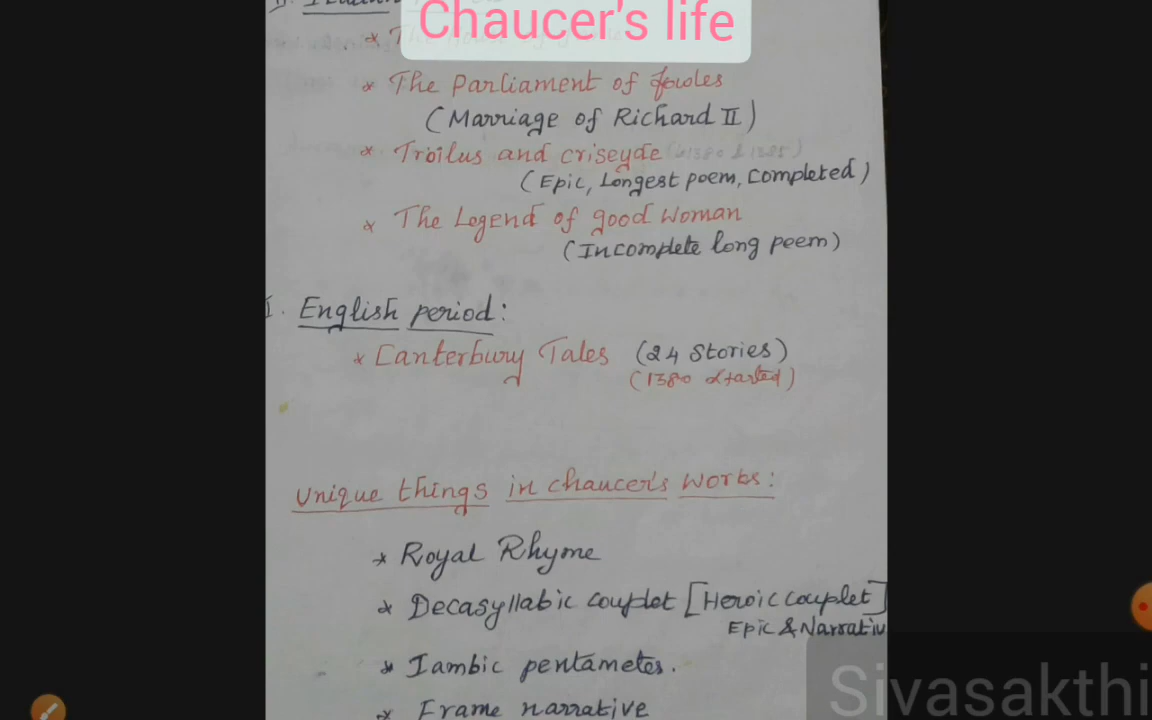 Chaucer's life
* The Parliament of fowles
(Marriage of Richard II)
* Troilus and criseyde
(Epic, Longest poem, Completed)
* The Legend of good Woman
(Incomplete long poem)
I. English period:
* Canterbury Tales (24 Stories)
(1380 started)
Unique things in chaucer's works:
* Royal Rhyme
* Decasyllabic couplet [Heroic couplet]
Epic & Narrativ
* Iambic pentameter.
* Frame narrative
Sivasakthi